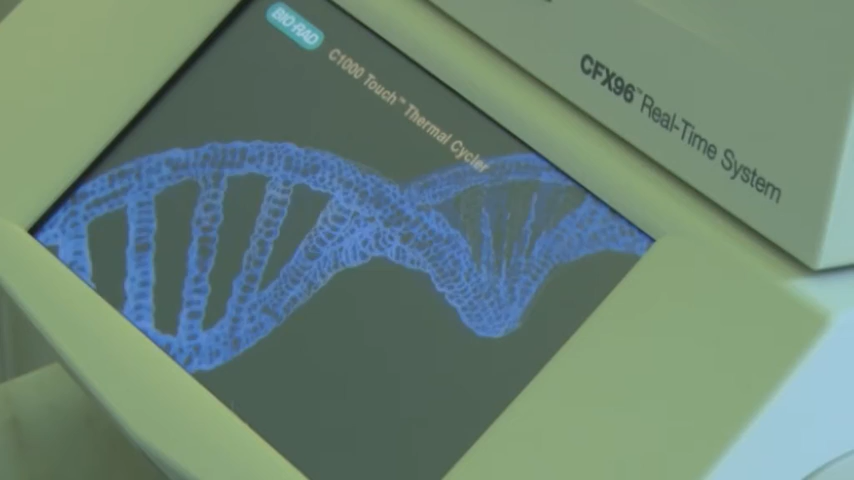 BIO-RAD
C1000 Touch™ Thermal Cycler
CFX96™ Real-Time System